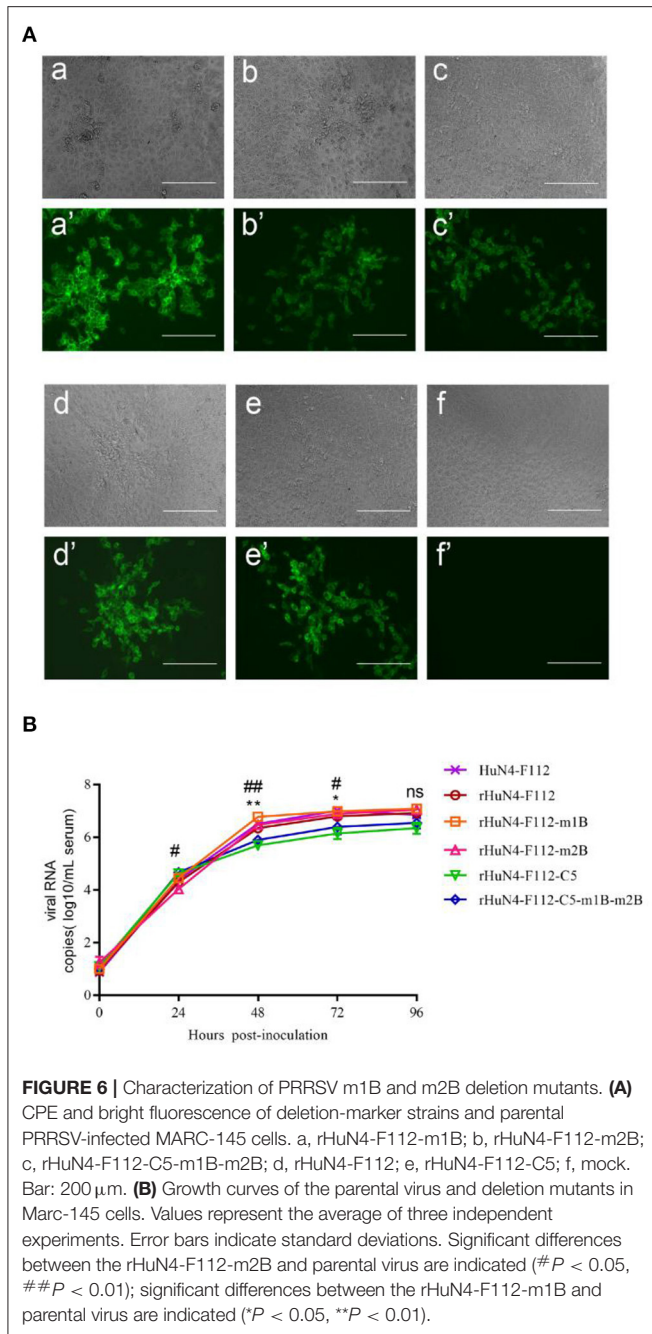 A
a
b
c
a'
b'
c'
d
e
f
d'
e'
f'
B
viral RNA
copies( log10/mL serum)
8
6
4
2
0
0
24
48
72
96
Hours post-inoculation
#
##
**
#
*
ns
HuN4-F112
rHuN4-F112
rHuN4-F112-m1B
rHuN4-F112-m2B
rHuN4-F112-C5
rHuN4-F112-C5-m1B-m2B
FIGURE 6 | Characterization of PRRSV m1B and m2B deletion mutants. (A)
CPE and bright fluorescence of deletion-marker strains and parental
PRRSV-infected MARC-145 cells. a, rHuN4-F112-m1B; b, rHuN4-F112-m2B;
c, rHuN4-F112-C5-m1B-m2B; d, rHuN4-F112; e, rHuN4-F112-C5; f, mock.
Bar: 200 μm. (B) Growth curves of the parental virus and deletion mutants in
Marc-145 cells. Values represent the average of three independent
experiments. Error bars indicate standard deviations. Significant differences
between the rHuN4-F112-m2B and parental virus are indicated (#P < 0.05,
##P < 0.01); significant differences between the rHuN4-F112-m1B and
parental virus are indicated (*P < 0.05, **P < 0.01).